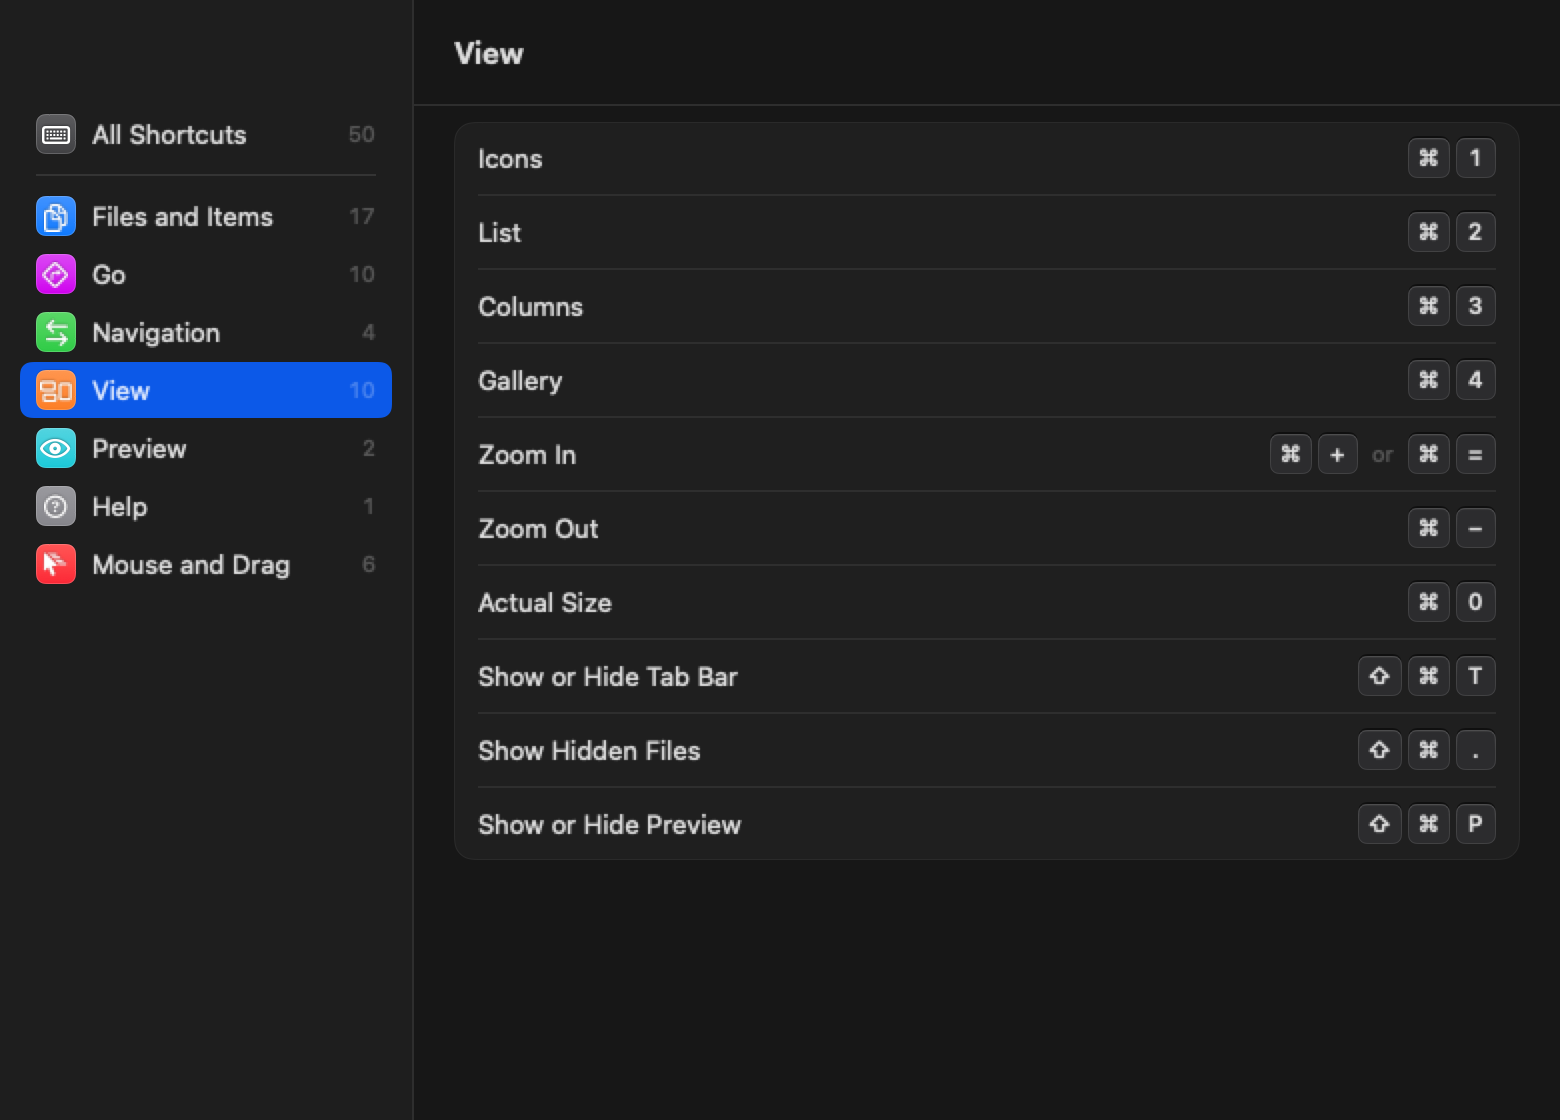 View
All Shortcuts 50
Files and Items 17
Go 10
Navigation 4
View 10
Preview 2
Help 1
Mouse and Drag 6
Icons ⌘ 1
List ⌘ 2
Columns ⌘ 3
Gallery ⌘ 4
Zoom In ⌘ + or ⌘ =
Zoom Out ⌘ −
Actual Size ⌘ 0
Show or Hide Tab Bar ⇧ ⌘ T
Show Hidden Files ⇧ ⌘ .
Show or Hide Preview ⇧ ⌘ P